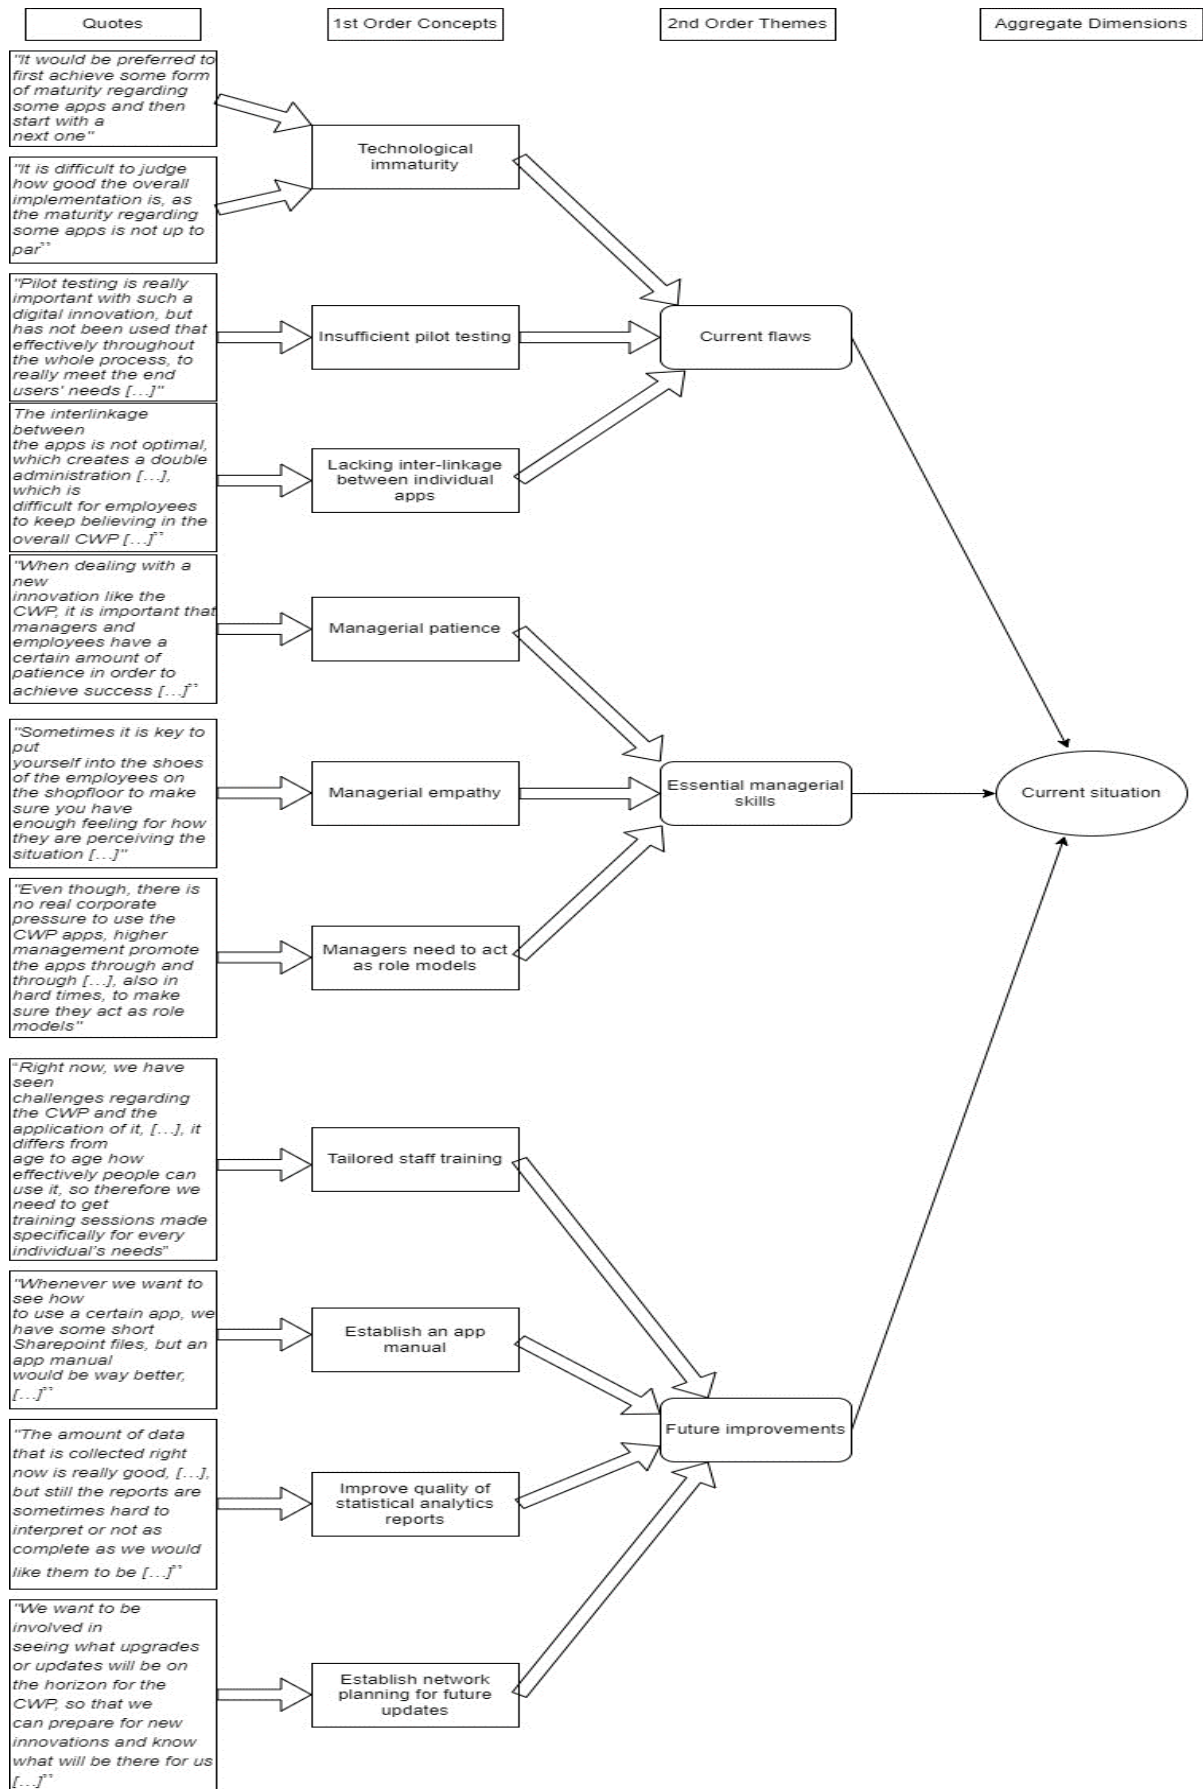 Quotes
1st Order Concepts
2nd Order Themes
Aggregate Dimensions
"It would be preferred to
first achieve some form
of maturity regarding
some apps and then
start with a
next one"
"It is difficult to judge
how good the overall
implementation is, as
the maturity regarding
some apps is not up to
par”
Technological
immaturity
"Pilot testing is really
important with such a
digital innovation, but
has not been used that
effectively throughout
the whole process, to
really meet the end
users' needs [...]"
Insufficient pilot testing
Current flaws
The interlinkage
between
the apps is not optimal,
which creates a double
administration [...],
which is
difficult for employees
to keep believing in the
overall CWP [...]”
Lacking inter-linkage
between individual
apps
"When dealing with a
new
innovation like the
CWP, it is important that
managers and
employees have a
certain amount of
patience in order to
achieve success [...]”
Managerial patience
"Sometimes it is key to
put
yourself into the shoes
of the employees on
the shopfloor to make
sure you have
enough feeling for how
they are perceiving the
situation [...]"
Managerial empathy
Essential managerial
skills
Current situation
"Even though, there is
no real corporate
pressure to use the
CWP apps, higher
management promote
the apps through and
through [...], also in
hard times, to make
sure they act as role
models"
Managers need to act
as role models
“Right now, we have
seen
challenges regarding
the CWP and the
application of it, [...], it
differs from
age to age how
effectively people can
use it, so therefore we
need to get
training sessions made
specifically for every
individual's needs”
Tailored staff training
"Whenever we want to
see how
to use a certain app, we
have some short
Sharepoint files, but an
app manual
would be way better,
[...]”
Establish an app
manual
Future improvements
"The amount of data
that is collected right
now is really good, [...],
but still the reports are
sometimes hard to
interpret or not as
complete as we would
like them to be [...]”
Improve quality of
statistical analytics
reports
"We want to be
involved in
seeing what upgrades
or updates will be on
the horizon for the
CWP, so that we
can prepare for new
innovations and know
what will be there for us
[...]”
Establish network
planning for future
updates